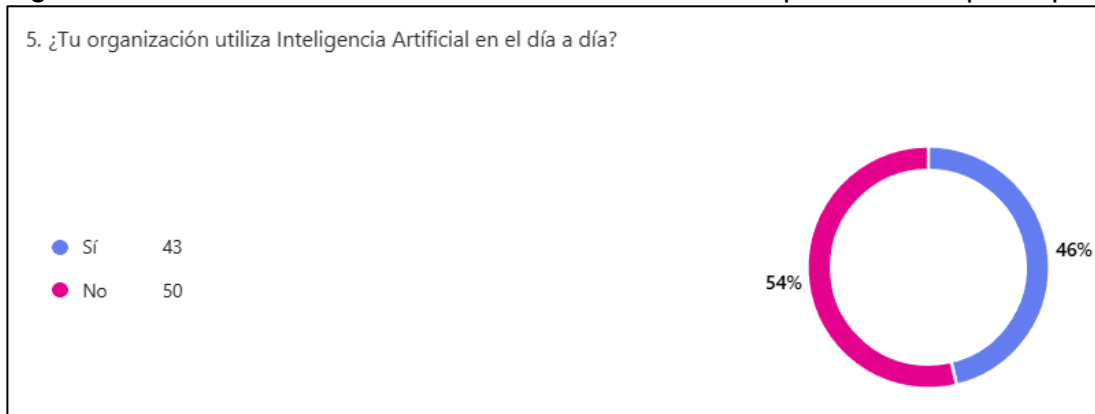 5. ¿Tu organización utiliza Inteligencia Artificial en el día a día?
Sí 43
No 50
46%
54%